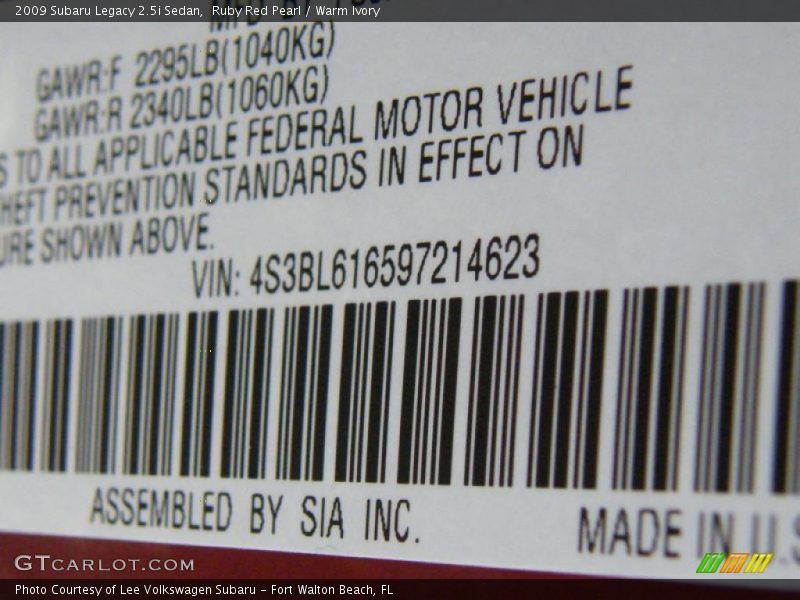 2009 Subaru Legacy 2.5i Sedan,  Ruby Red Pearl / Warm Ivory
GAWR:F 2295LB(1040KG)
GAWR:R 2340LB(1060KG)
S TO ALL APPLICABLE FEDERAL MOTOR VEHICLE
HEFT PREVENTION STANDARDS IN EFFECT ON
URE SHOWN ABOVE.
VIN: 4S3BL616597214623
ASSEMBLED BY SIA INC.
MADE IN U.S
GTCARLOT.COM
Photo Courtesy of Lee Volkswagen Subaru – Fort Walton Beach, FL